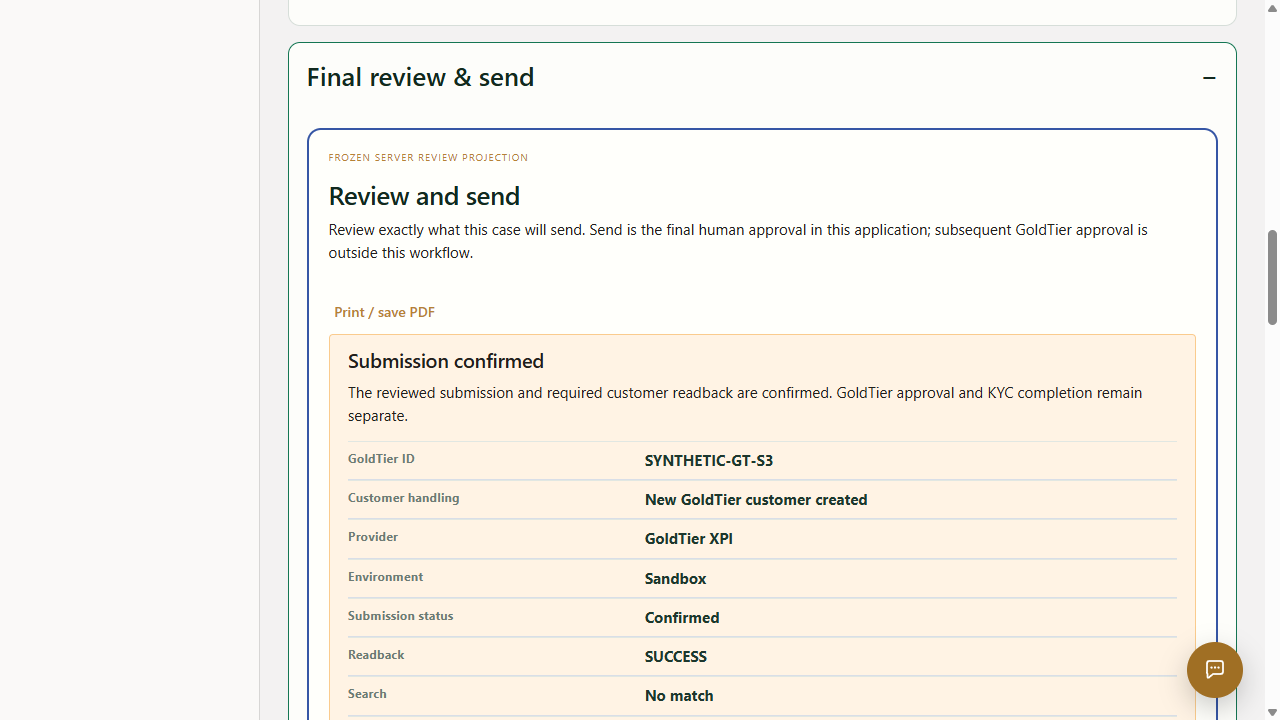 Final review & send
FROZEN SERVER REVIEW PROJECTION
Review and send
Review exactly what this case will send. Send is the final human approval in this application; subsequent GoldTier approval is
outside this workflow.
Print / save PDF
Submission confirmed
The reviewed submission and required customer readback are confirmed. GoldTier approval and KYC completion remain
separate.
GoldTier ID SYNTHETIC-GT-S3
Customer handling New GoldTier customer created
Provider GoldTier XPI
Environment Sandbox
Submission status Confirmed
Readback SUCCESS
Search No match